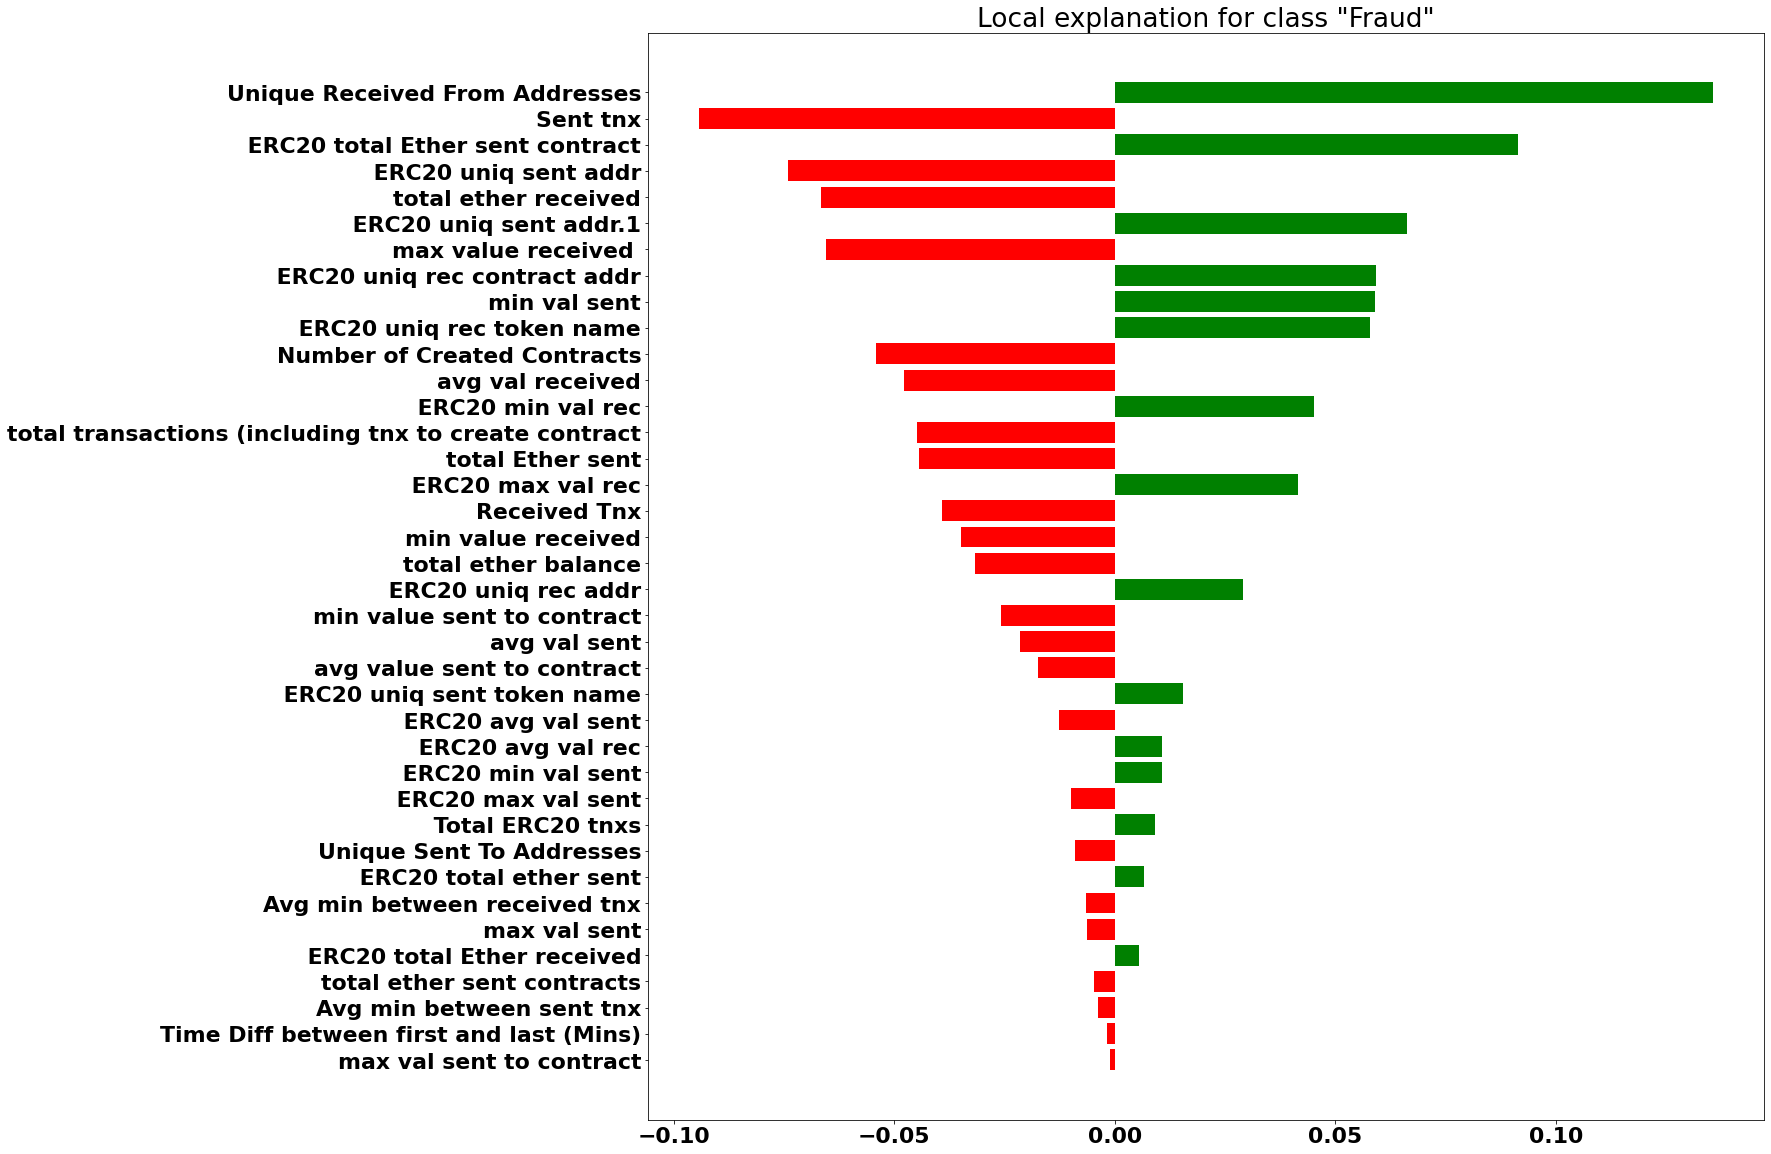 Local explanation for class "Fraud"
Unique Received From Addresses
Sent tnx
ERC20 total Ether sent contract
ERC20 uniq sent addr
total ether received
ERC20 uniq sent addr.1
max value received
ERC20 uniq rec contract addr
min val sent
ERC20 uniq rec token name
Number of Created Contracts
avg val received
ERC20 min val rec
total transactions (including tnx to create contract
total Ether sent
ERC20 max val rec
Received Tnx
min value received
total ether balance
ERC20 uniq rec addr
min value sent to contract
avg val sent
avg value sent to contract
ERC20 uniq sent token name
ERC20 avg val sent
ERC20 avg val rec
ERC20 min val sent
ERC20 max val sent
Total ERC20 tnxs
Unique Sent To Addresses
ERC20 total ether sent
Avg min between received tnx
max val sent
ERC20 total Ether received
total ether sent contracts
Avg min between sent tnx
Time Diff between first and last (Mins)
max val sent to contract
−0.10 −0.05 0.00 0.05 0.10